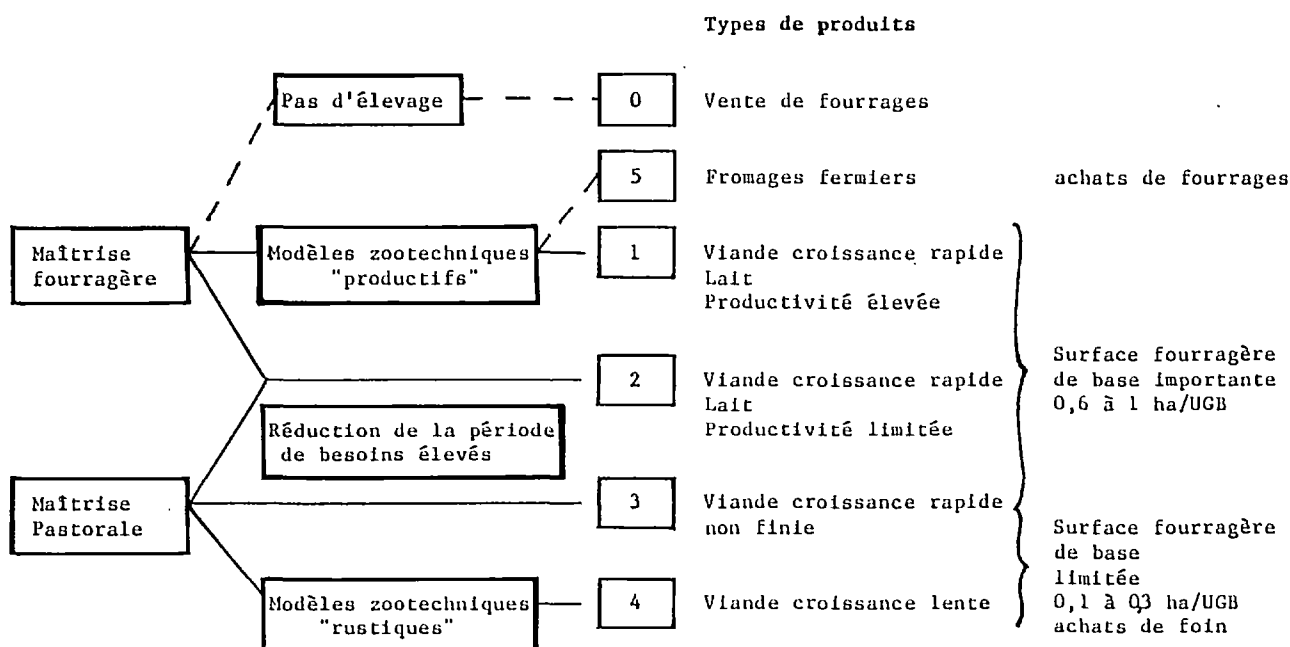 Types de produits
Pas d'élevage
0
Vente de fourrages
5
Fromages fermiers
achats de fourrages
Maîtrise
fourragère
Modèles zootechniques
"productifs"
1
Viande croissance rapide
Lait
Productivité élevée
2
Viande croissance rapide
Lait
Productivité limitée
Surface fourragère
de base importante
0,6 à 1 ha/UGB
Réduction de la période
de besoins élevés
Maîtrise
Pastorale
3
Viande croissance rapide
non finie
Modèles zootechniques
"rustiques"
4
Viande croissance lente
Surface fourragère
de base
limitée
0,1 à 0,3 ha/UGB
achats de foin